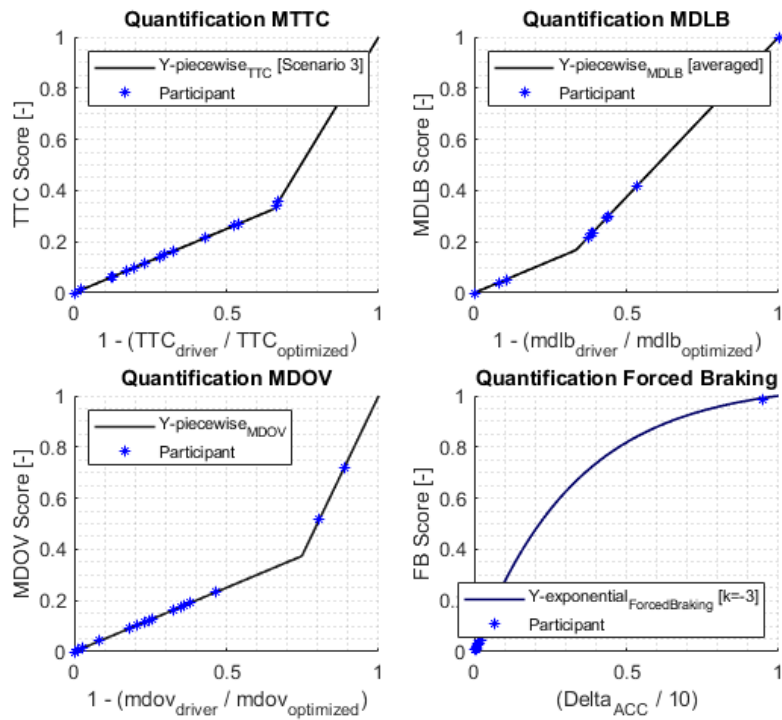 Quantification MTTC
1
0.8
0.6
0.4
0.2
0
TTC Score [-]
Y-piecewise_TTC [Scenario 3]
Participant
0
0.5
1
1 - (TTC_driver / TTC_optimized)
Quantification MDLB
1
0.8
0.6
0.4
0.2
0
MDLB Score [-]
Y-piecewise_MDLB [averaged]
Participant
0
0.5
1
1 - (mdlb_driver / mdlb_optimized)
Quantification MDOV
1
0.8
0.6
0.4
0.2
0
MDOV Score [-]
Y-piecewise_MDOV
Participant
0
0.5
1
1 - (mdov_driver / mdov_optimized)
Quantification Forced Braking
1
0.8
0.6
0.4
0.2
0
FB Score [-]
Y-exponential_ForcedBraking [k=-3]
Participant
0
0.5
1
(Delta_ACC / 10)